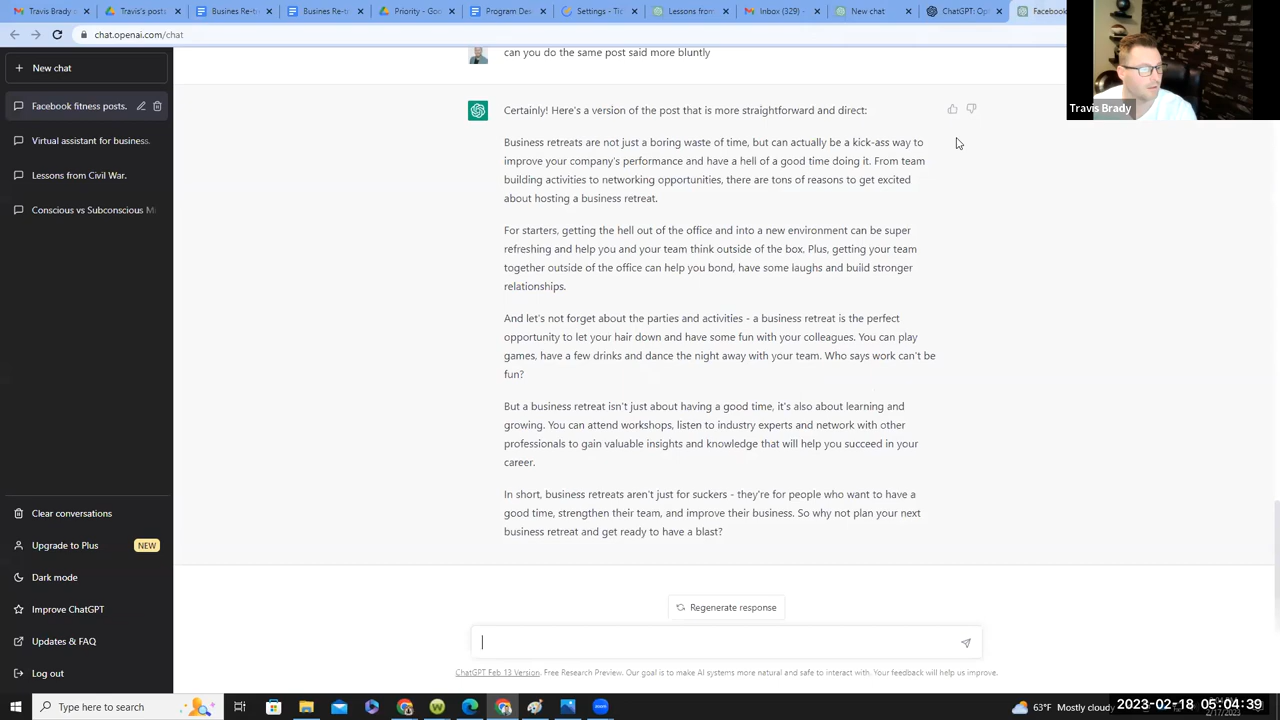 Travis -
Business Re
Business Re
Priority - Go
Settings - Ti
Lessons from
Inbox (329)
New chat
ChatGPT: Op
Facebook
chat.openai.com/chat
Travis Brady
New chat
Facebook fitness posts.
Virtual assistant for business.
Lessons from Civil War.
Conscious vs Subconscious M
can you do the same post said more bluntly
Certainly! Here's a version of the post that is more straightforward and direct:
Business retreats are not just a boring waste of time, but can actually be a kick-ass way to
improve your company's performance and have a hell of a good time doing it. From team
building activities to networking opportunities, there are tons of reasons to get excited
about hosting a business retreat.
For starters, getting the hell out of the office and into a new environment can be super
refreshing and help you and your team think outside of the box. Plus, getting your team
together outside of the office can help you bond, have some laughs and build stronger
relationships.
And let's not forget about the parties and activities - a business retreat is the perfect
opportunity to let your hair down and have some fun with your colleagues. You can play
games, have a few drinks and dance the night away with your team. Who says work can't be
fun?
But a business retreat isn't just about having a good time, it's also about learning and
growing. You can attend workshops, listen to industry experts and network with other
professionals to gain valuable insights and knowledge that will help you succeed in your
career.
In short, business retreats aren't just for suckers - they're for people who want to have a
good time, strengthen their team, and improve their business. So why not plan your next
business retreat and get ready to have a blast?
Clear conversations
Upgrade to Plus
NEW
Dark mode
Improve ChatGPT
Updates & FAQ
Log out
Regenerate response
ChatGPT Feb 13 Version. Free Research Preview. Our goal is to make AI systems more natural and safe to interact with. Your feedback will help us improve.
Type here to search
63°F Mostly cloudy
2023-02-18 05:04:39
2/17/2023